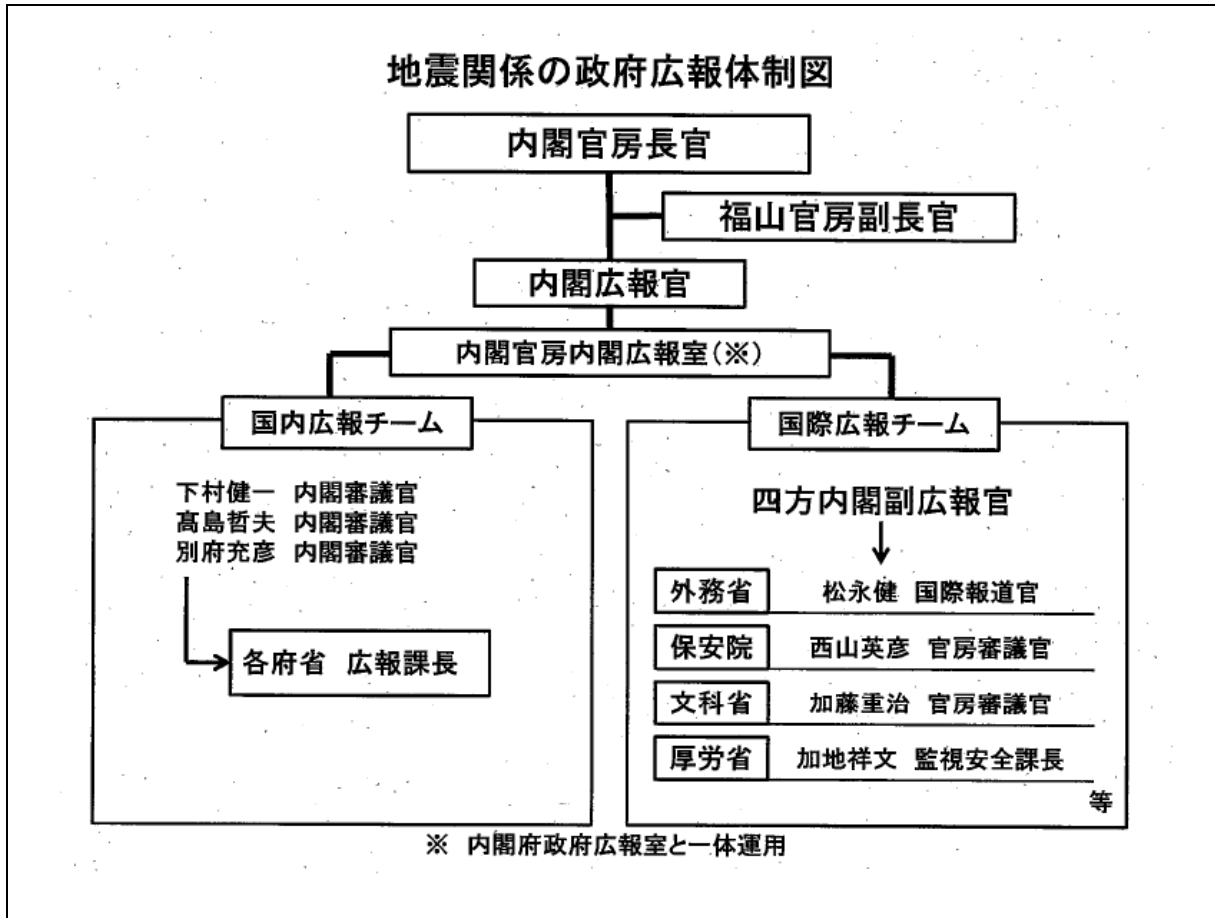 地震関係の政府広報体制図
内閣官房長官
福山官房副長官
内閣広報官
内閣官房内閣広報室(※)
国内広報チーム
下村健一 内閣審議官
髙島哲夫 内閣審議官
別府充彦 内閣審議官
各府省 広報課長
国際広報チーム
四方内閣副広報官
外務省 松永健 国際報道官
保安院 西山英彦 官房審議官
文科省 加藤重治 官房審議官
厚労省 加地祥文 監視安全課長
等
※ 内閣府政府広報室と一体運用